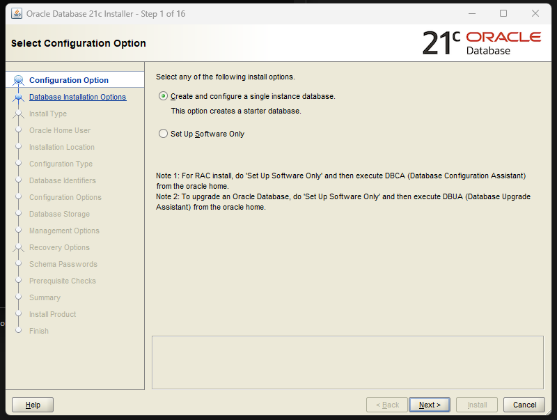 Oracle Database 21c Installer - Step 1 of 16
Select Configuration Option
21c ORACLE
Database
Configuration Option
Database Installation Options
Install Type
Oracle Home User
Installation Location
Configuration Type
Database Identifiers
Configuration Options
Database Storage
Management Options
Recovery Options
Schema Passwords
Prerequisite Checks
Summary
Install Product
Finish
Select any of the following install options.
Create and configure a single instance database.
This option creates a starter database.
Set Up Software Only
Note 1: For RAC install, do 'Set Up Software Only' and then execute DBCA (Database Configuration Assistant)
from the oracle home.
Note 2: To upgrade an Oracle Database, do 'Set Up Software Only' and then execute DBUA (Database Upgrade
Assistant) from the oracle home.
Help
< Back
Next >
Install
Cancel